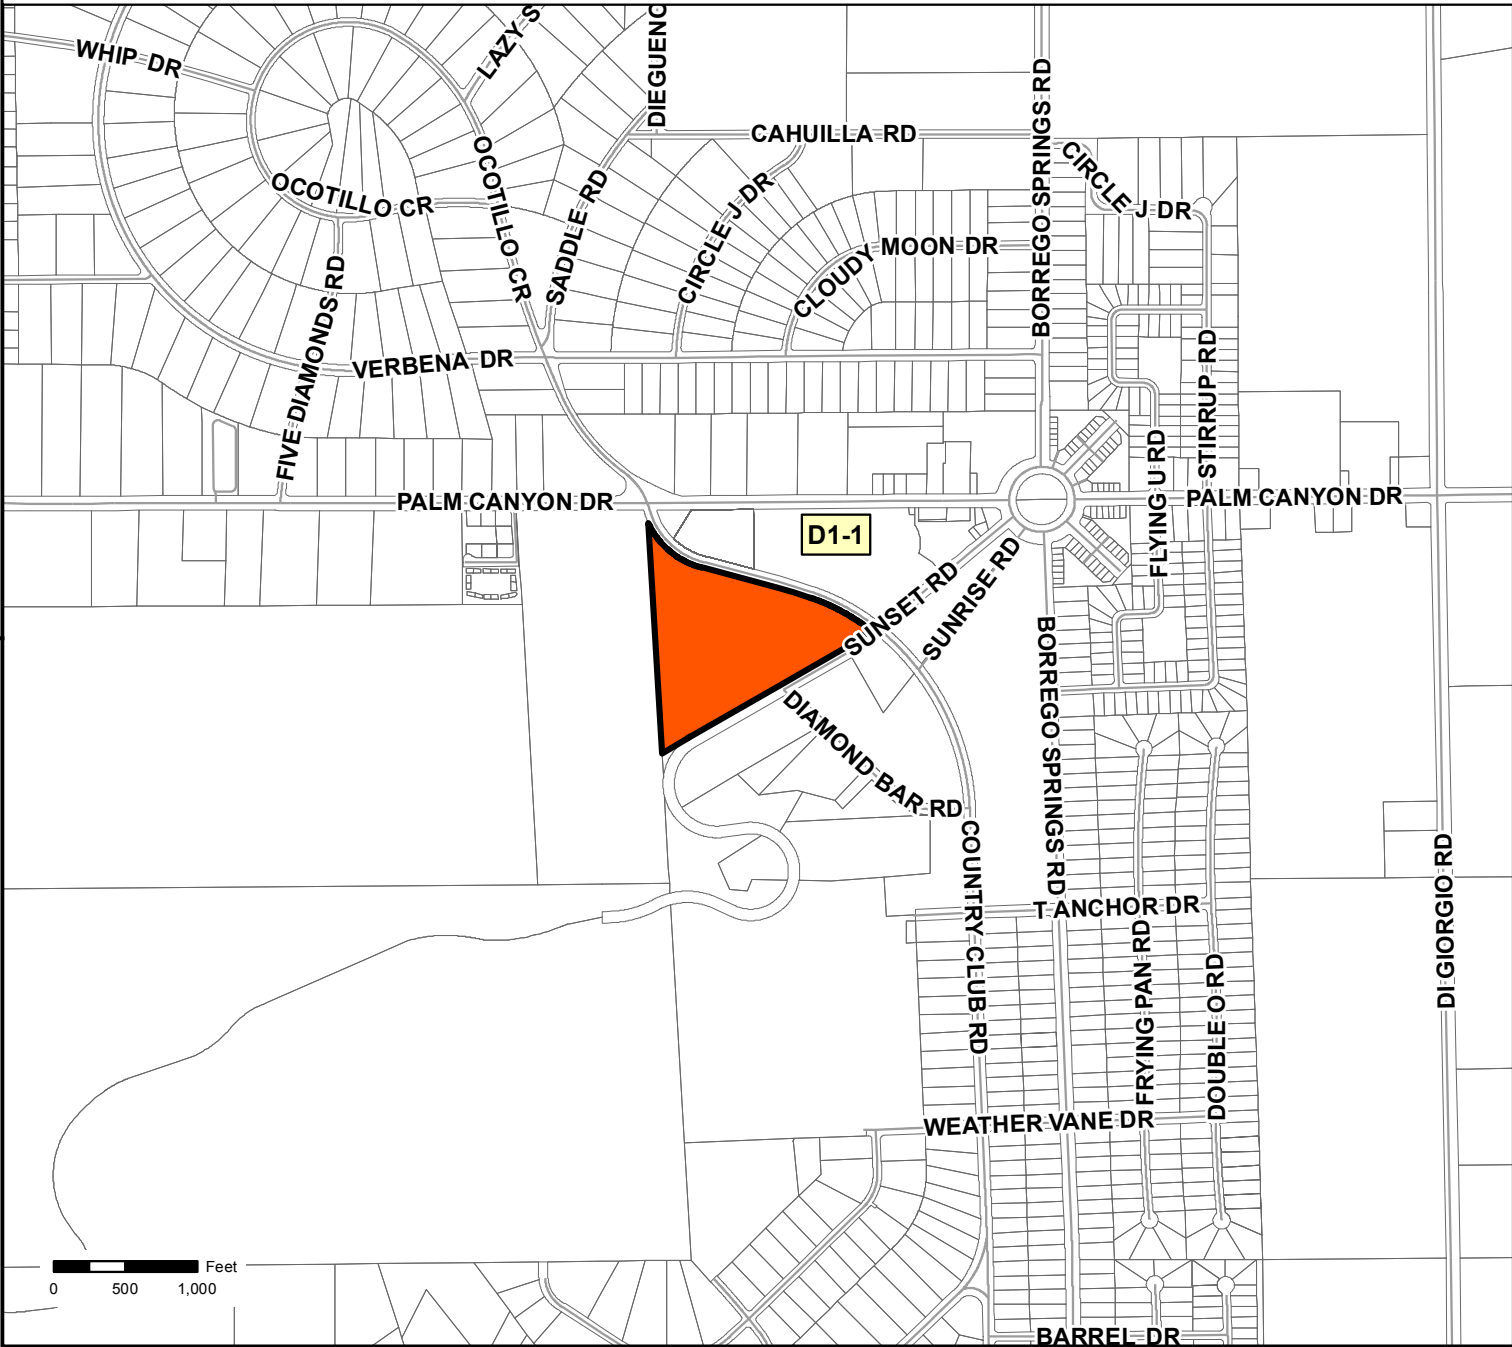 WHIP DR
LAZY S
DIEGUENO
CAHUILLA RD
BORREGO SPRINGS RD
CIRCLE J DR
OCOTILLO CR
OCOTILLO CR
SADDLE RD
CIRCLE J DR
CLOUDY MOON DR
FIVE DIAMONDS RD
VERBENA DR
STIRRUP RD
FLYING U RD
PALM CANYON DR
PALM CANYON DR
D1-1
SUNSET RD
SUNRISE RD
BORREGO SPRINGS RD
DIAMOND BAR RD
COUNTRY CLUB RD
DI GIORGIO RD
T ANCHOR DR
FRYING PAN RD
DOUBLE O RD
WEATHER VANE DR
Feet
0 500 1,000
BARREL DR